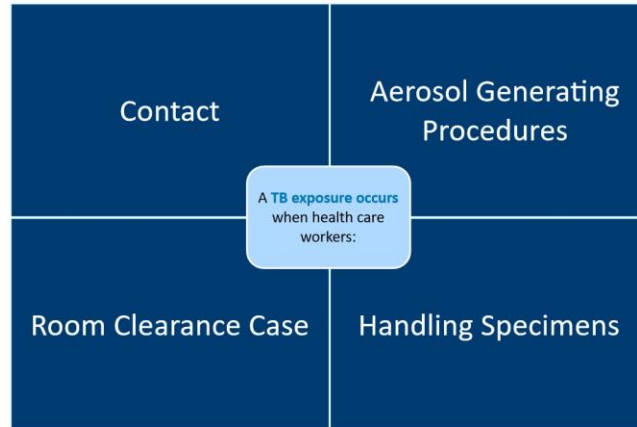 Contact
Aerosol Generating
Procedures
A TB exposure occurs
when health care
workers:
Room Clearance Case
Handling Specimens